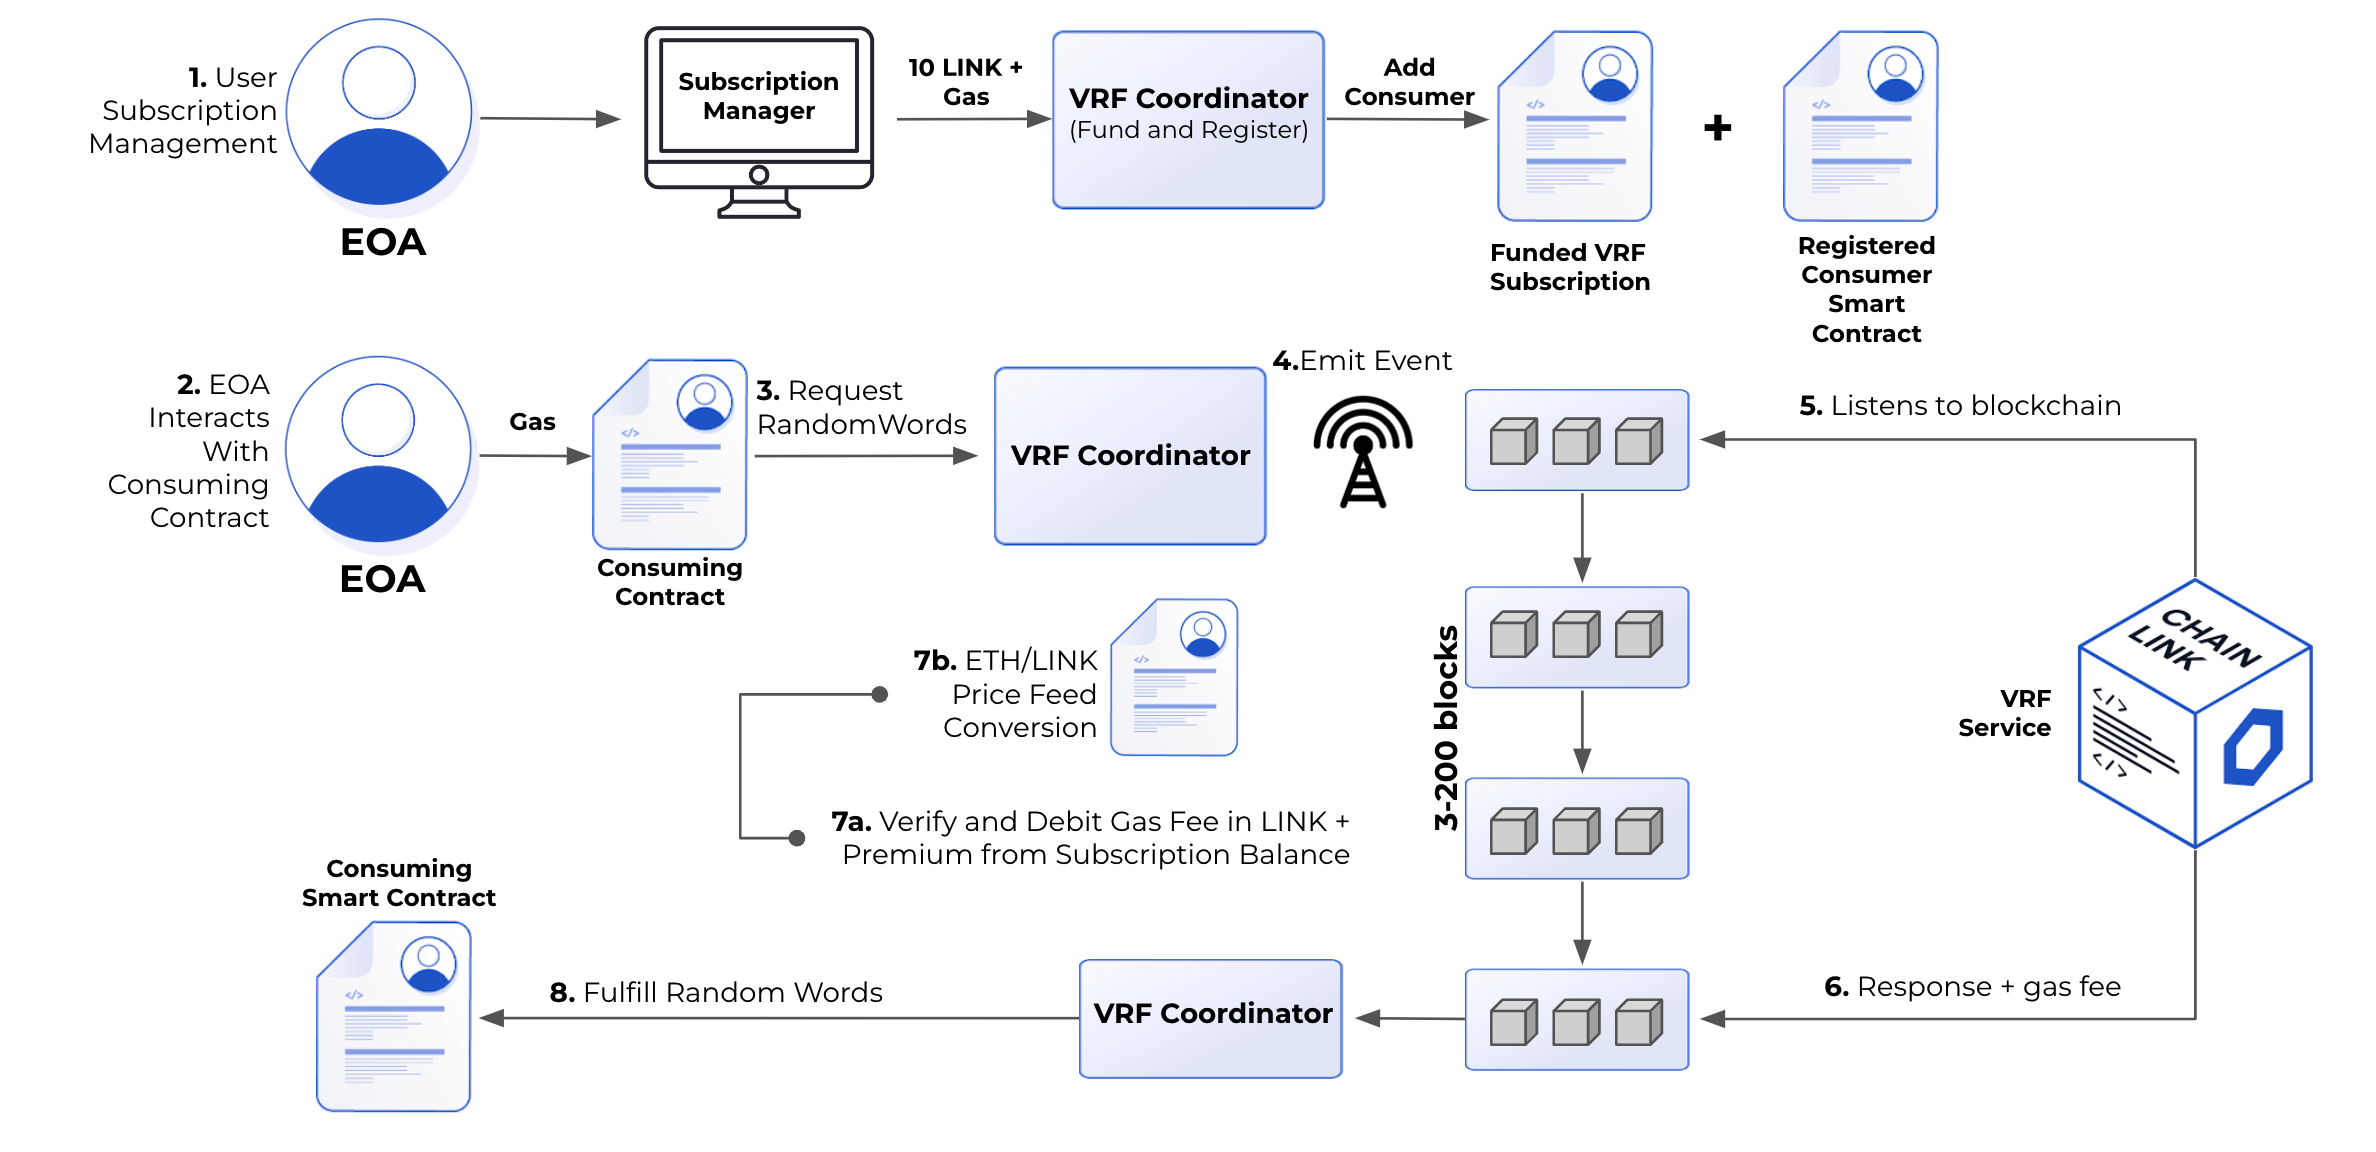 1. User
Subscription
Management
EOA
Subscription
Manager
10 LINK +
Gas
VRF Coordinator
(Fund and Register)
Add
Consumer
</>
</>
Funded VRF
Subscription
+
Registered
Consumer
Smart
Contract
2. EOA
Interacts
With
Consuming
Contract
EOA
Gas
</>
Consuming
Contract
3. Request
RandomWords
VRF Coordinator
4.Emit Event
5. Listens to blockchain
3-200 blocks
CHAIN
LINK
</>
</>
VRF
Service
7b. ETH/LINK
Price Feed
Conversion
</>
7a. Verify and Debit Gas Fee in LINK +
Premium from Subscription Balance
6. Response + gas fee
VRF Coordinator
8. Fulfill Random Words
Consuming
Smart Contract
</>